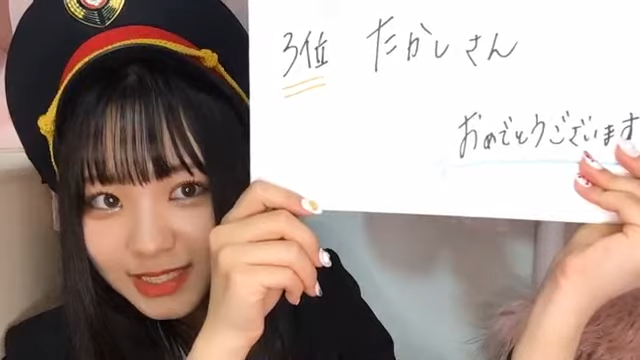 3位 たかしさん
おめでとうございます